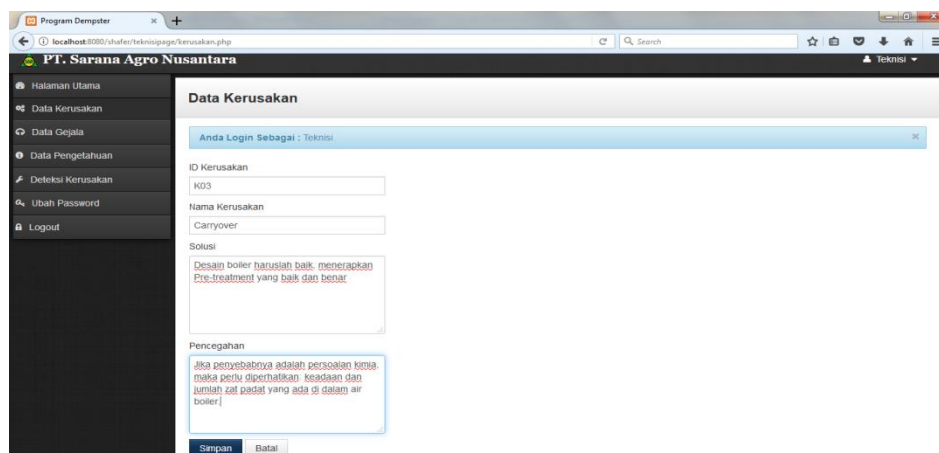 Program Dempster
localhost:8080/shafer/teknisipage/kerusakan.php
Search
PT. Sarana Agro Nusantara
Teknisi
Halaman Utama
Data Kerusakan
Data Gejala
Data Pengetahuan
Deteksi Kerusakan
Ubah Password
Logout
Data Kerusakan
Anda Login Sebagai : Teknisi
ID Kerusakan
K03
Nama Kerusakan
Carryover
Solusi
Desain boiler haruslah baik, menerapkan
Pre-treatment yang baik dan benar
Pencegahan
Jika penyebabnya adalah persoalan kimia,
maka perlu diperhatikan: keadaan dan
jumlah zat padat yang ada di dalam air
boiler.
Simpan
Batal